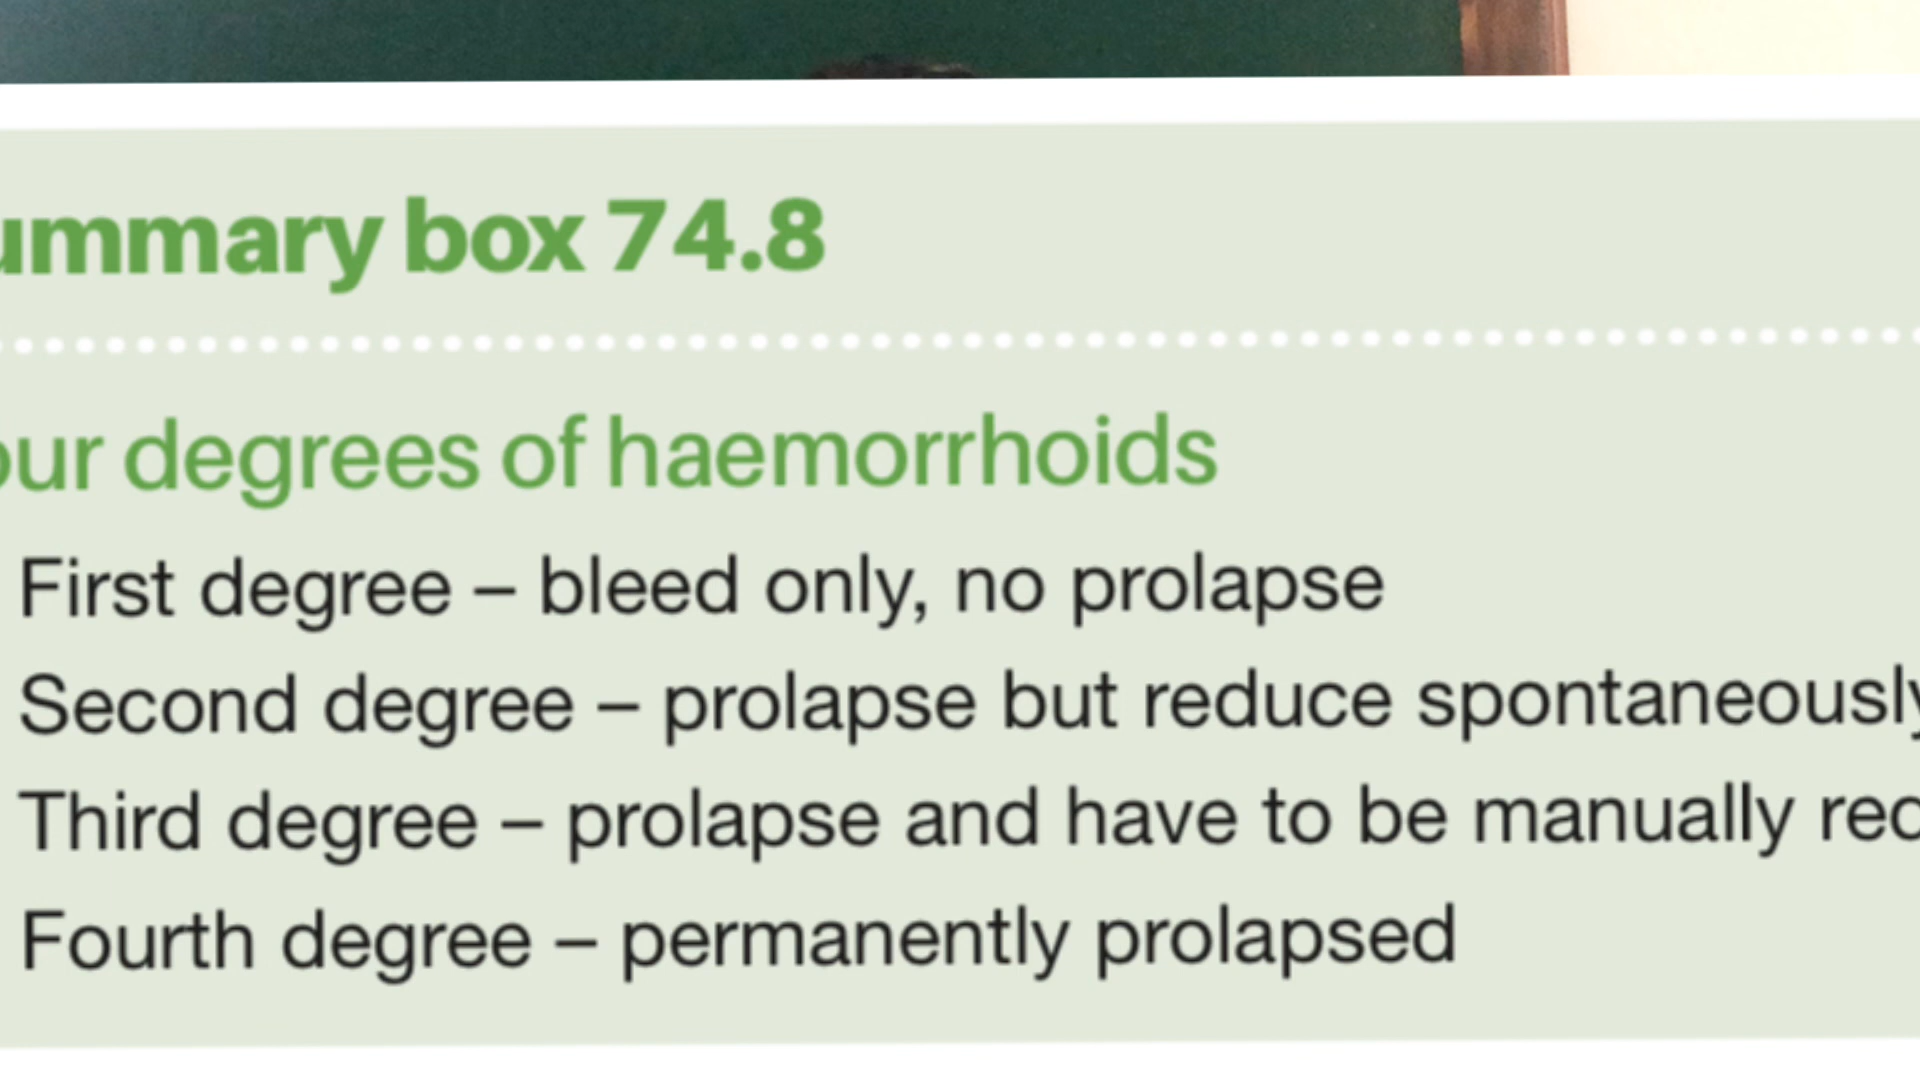 ummary box 74.8
our degrees of haemorrhoids
First degree – bleed only, no prolapse
Second degree – prolapse but reduce spontaneously
Third degree – prolapse and have to be manually
Fourth degree – permanently prolapsed